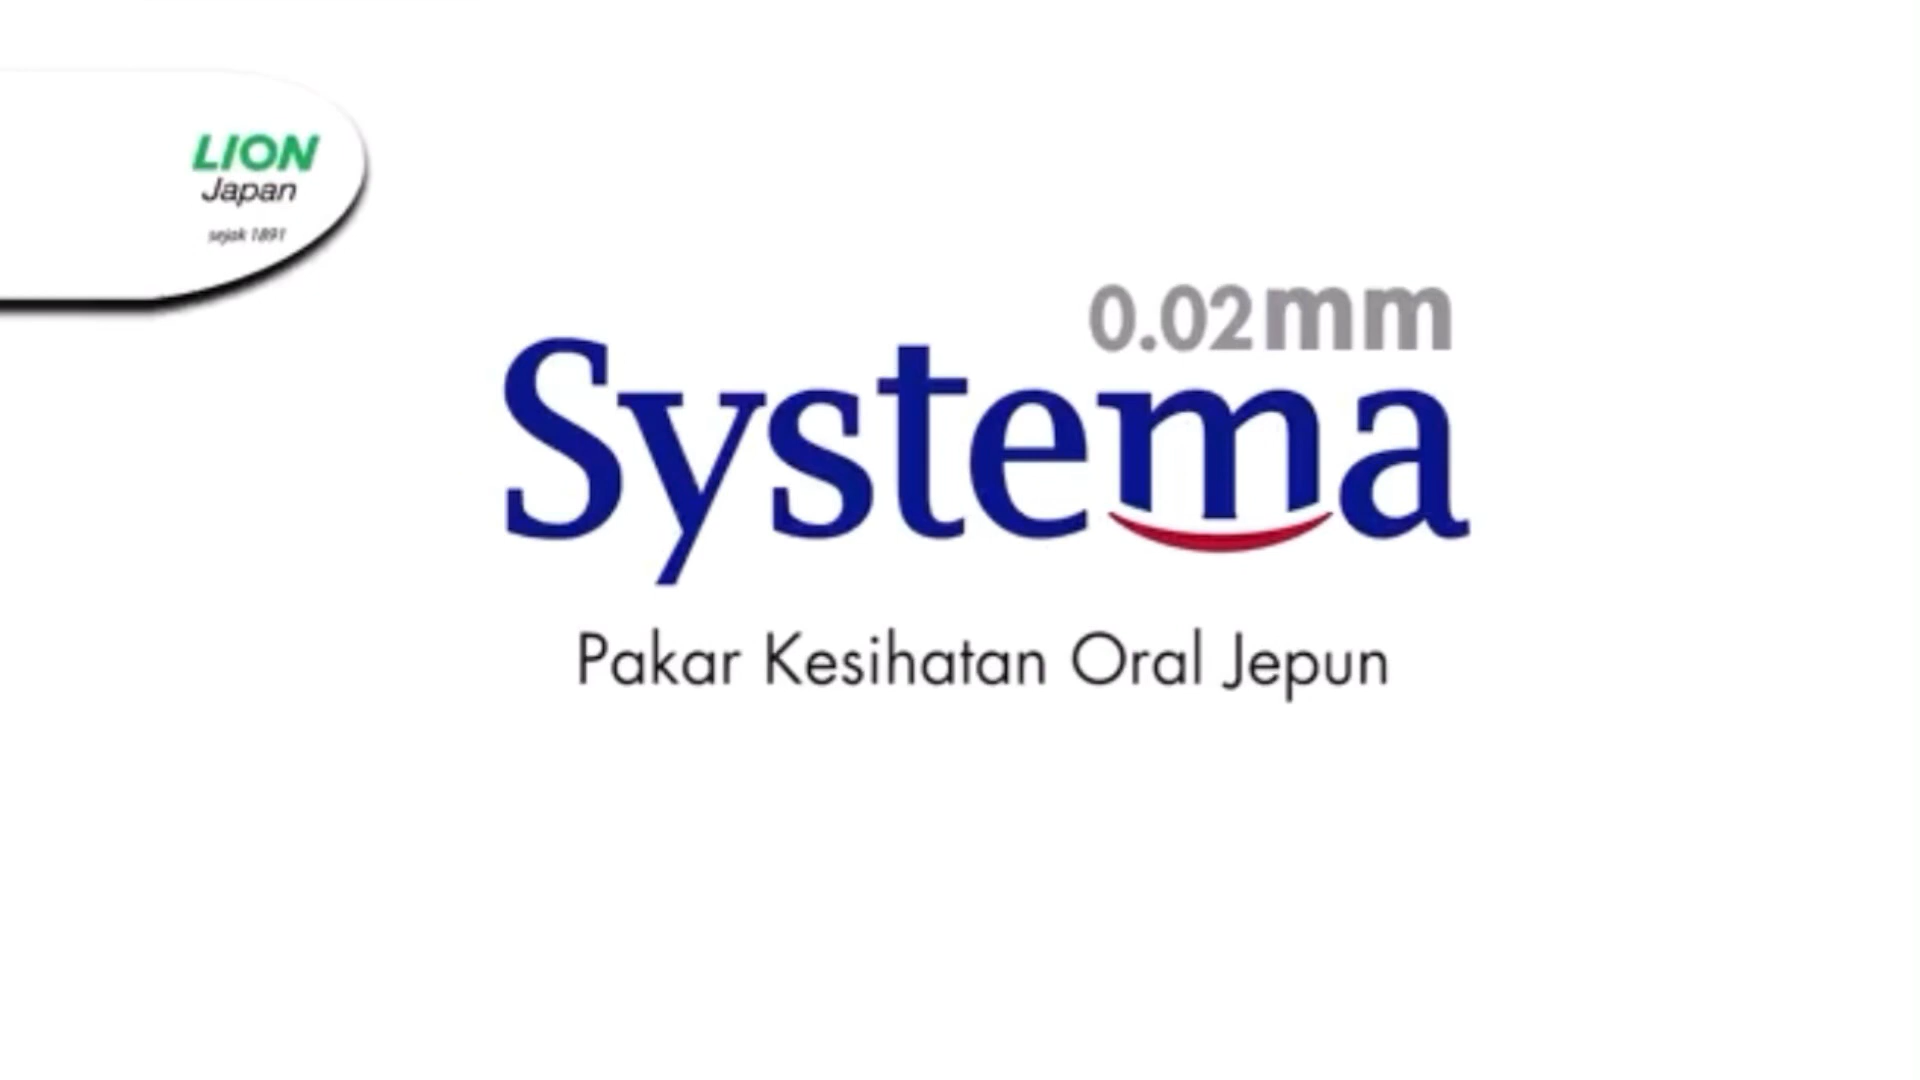 LION
Japan
sejak 1891
0.02mm
Systema
Pakar Kesihatan Oral Jepun